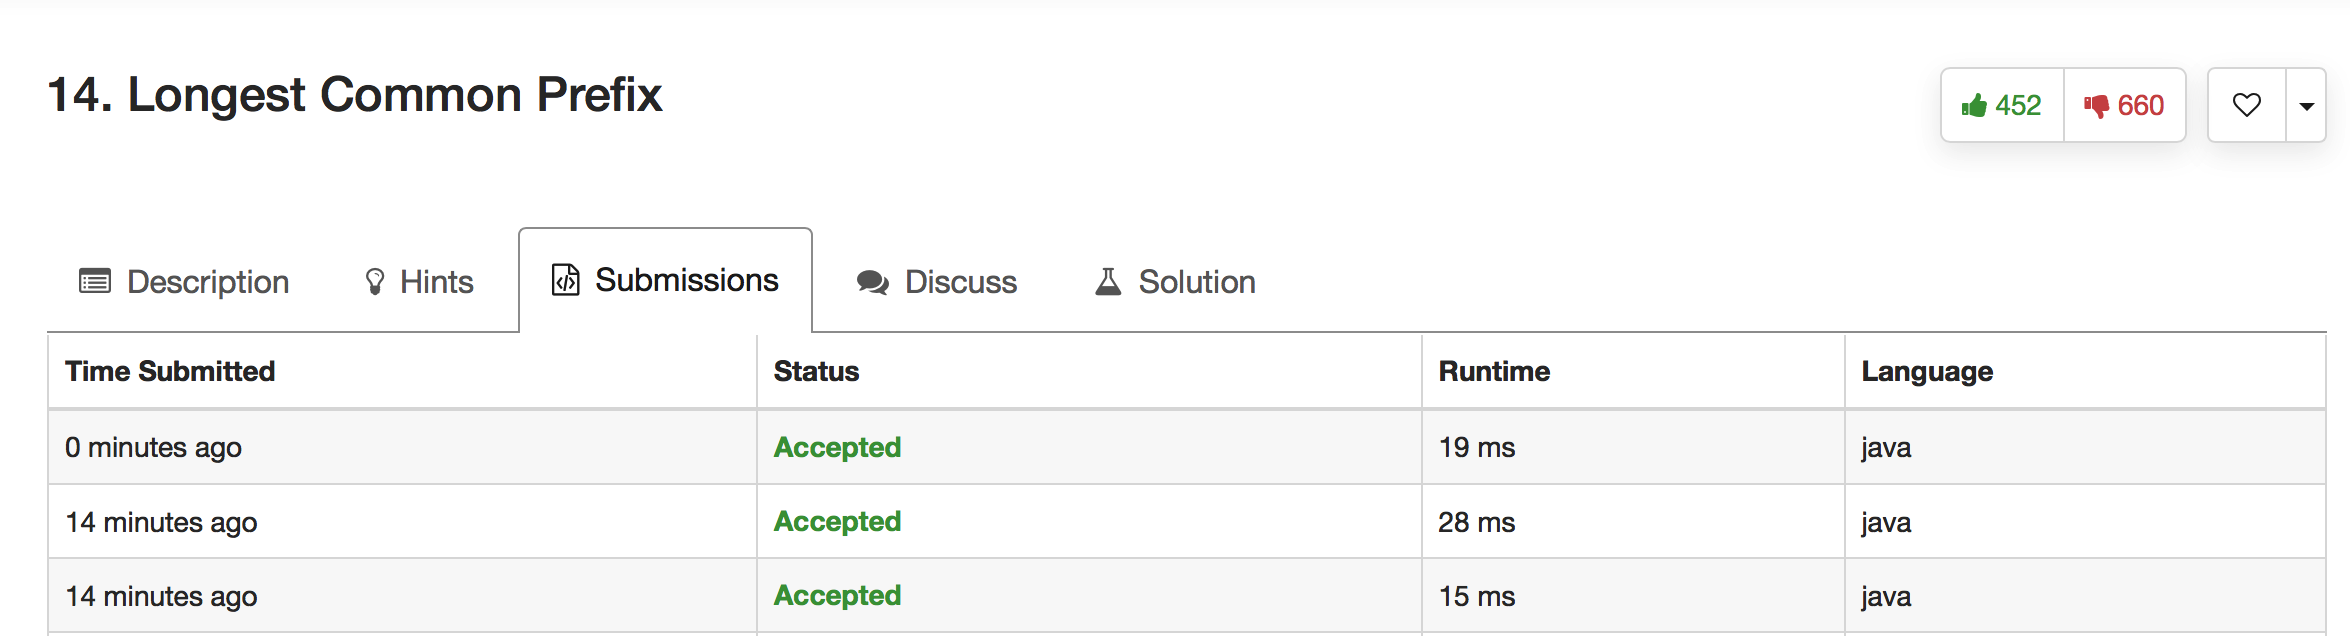 14. Longest Common Prefix
452 660
Description Hints Submissions Discuss Solution
Time Submitted Status Runtime Language
0 minutes ago Accepted 19 ms java
14 minutes ago Accepted 28 ms java
14 minutes ago Accepted 15 ms java